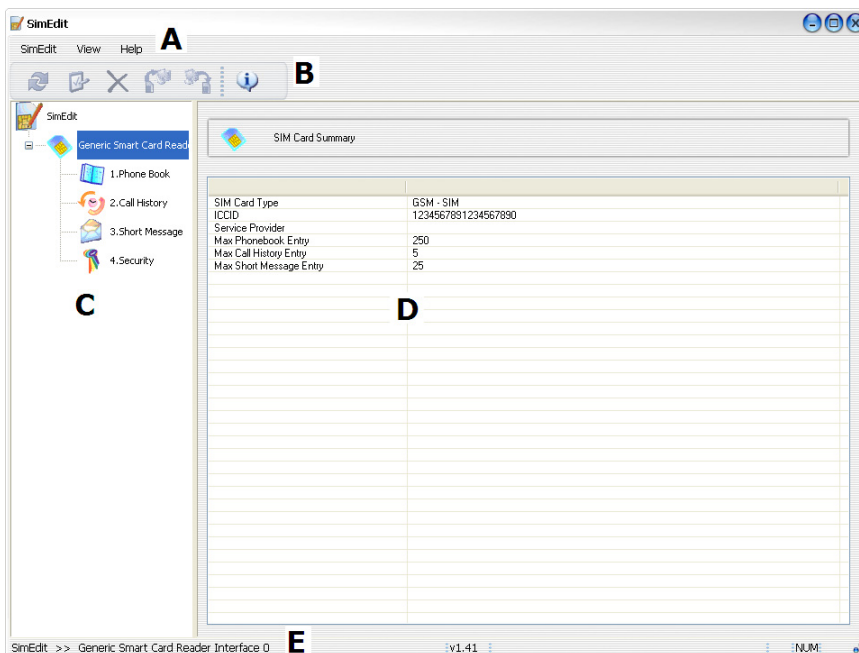 SimEdit
SimEdit View Help A
B
SimEdit
Generic Smart Card Read
1.Phone Book
2.Call History
3.Short Message
4.Security
C
SIM Card Summary
SIM Card Type GSM - SIM
ICCID 1234567891234567890
Service Provider
Max Phonebook Entry 250
Max Call History Entry 5
Max Short Message Entry 25
D
SimEdit >> Generic Smart Card Reader Interface 0 E v1.41 NUM